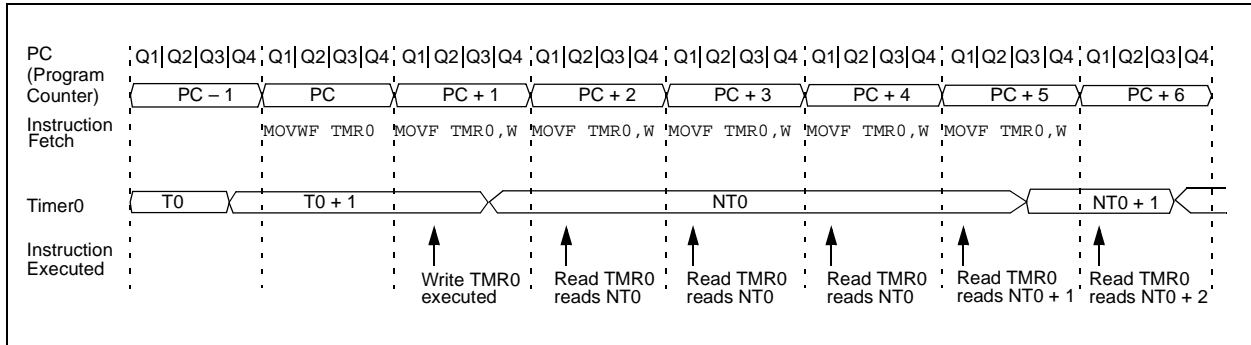 PC
(Program
Counter)
Q1 Q2 Q3 Q4 Q1 Q2 Q3 Q4 Q1 Q2 Q3 Q4 Q1 Q2 Q3 Q4 Q1 Q2 Q3 Q4 Q1 Q2 Q3 Q4 Q1 Q2 Q3 Q4 Q1 Q2 Q3 Q4
PC – 1 PC PC + 1 PC + 2 PC + 3 PC + 4 PC + 5 PC + 6
Instruction
Fetch
MOVWF TMR0 MOVF TMR0,W MOVF TMR0,W MOVF TMR0,W MOVF TMR0,W MOVF TMR0,W
Timer0 T0 T0 + 1 NT0 NT0 + 1
Instruction
Executed
Write TMR0
executed
Read TMR0
reads NT0
Read TMR0
reads NT0
Read TMR0
reads NT0
Read TMR0
reads NT0 + 1
Read TMR0
reads NT0 + 2